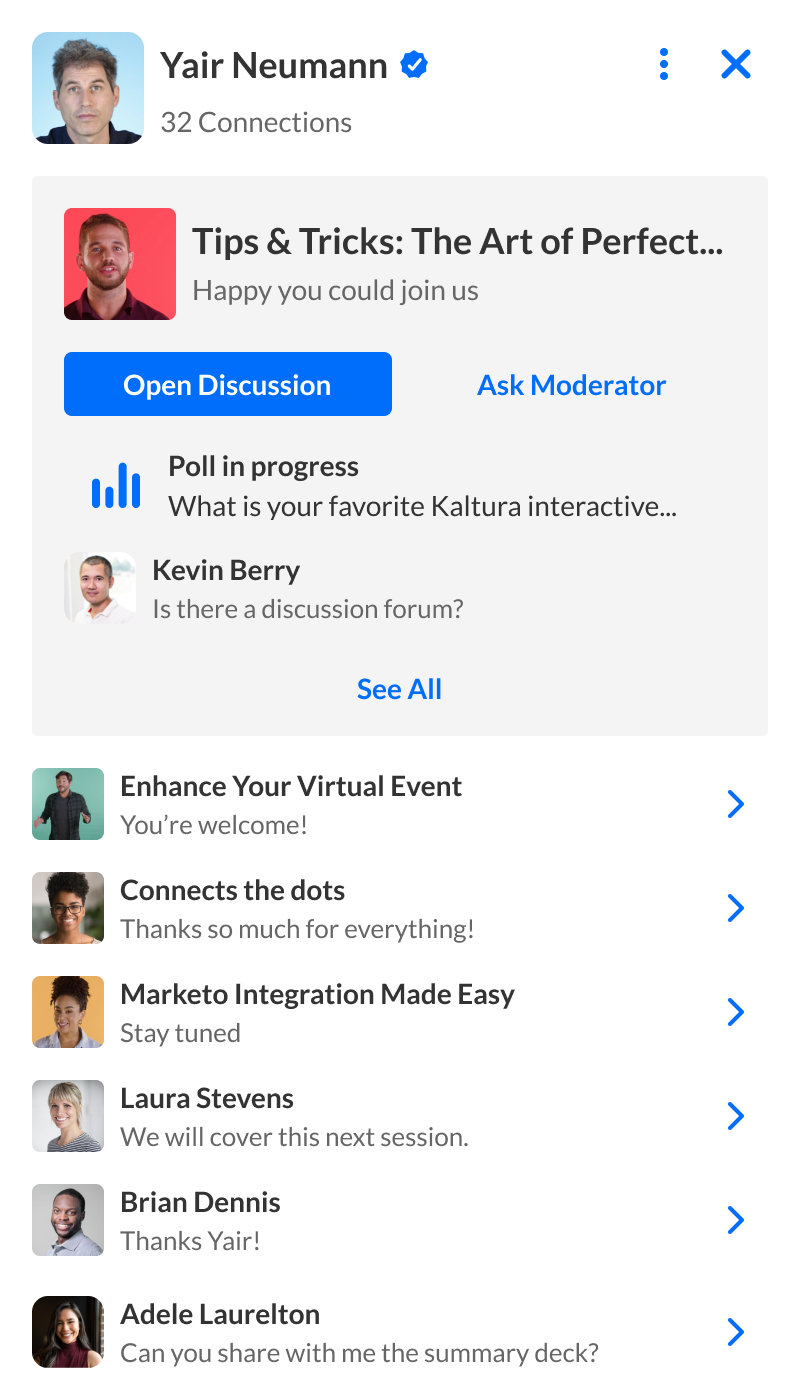 Yair Neumann
32 Connections
Tips & Tricks: The Art of Perfect...
Happy you could join us
Open Discussion
Ask Moderator
Poll in progress
What is your favorite Kaltura interactive...
Kevin Berry
Is there a discussion forum?
See All
Enhance Your Virtual Event
You’re welcome!
Connects the dots
Thanks so much for everything!
Marketo Integration Made Easy
Stay tuned
Laura Stevens
We will cover this next session.
Brian Dennis
Thanks Yair!
Adele Laurelton
Can you share with me the summary deck?